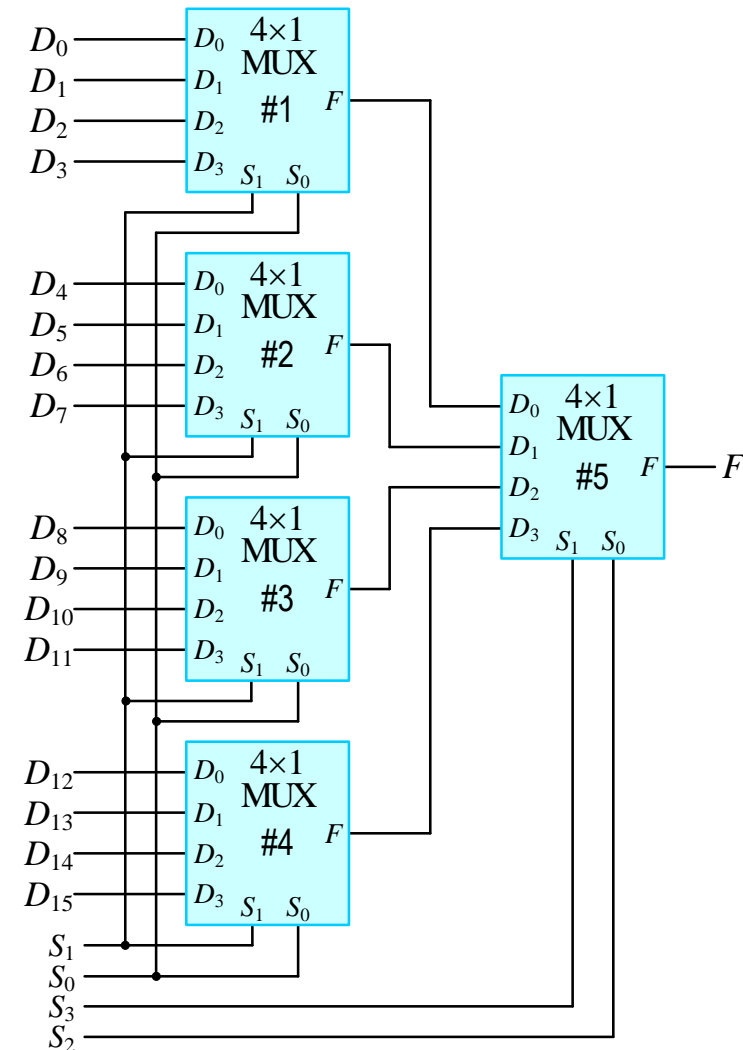 D₀ D₀ 4×1
D₁ D₁ MUX
D₂ D₂ #1 F
D₃ D₃
S₁ S₀
D₄ D₀ 4×1
D₅ D₁ MUX
D₆ D₂ #2 F
D₇ D₃
S₁ S₀
D₈ D₀ 4×1
D₉ D₁ MUX
D₁₀ D₂ #3 F
D₁₁ D₃
S₁ S₀
D₁₂ D₀ 4×1
D₁₃ D₁ MUX
D₁₄ D₂ #4 F
D₁₅ D₃
S₁ S₀
D₀ 4×1
D₁ MUX
D₂ #5 F F
D₃
S₁ S₀
S₁
S₀
S₃
S₂